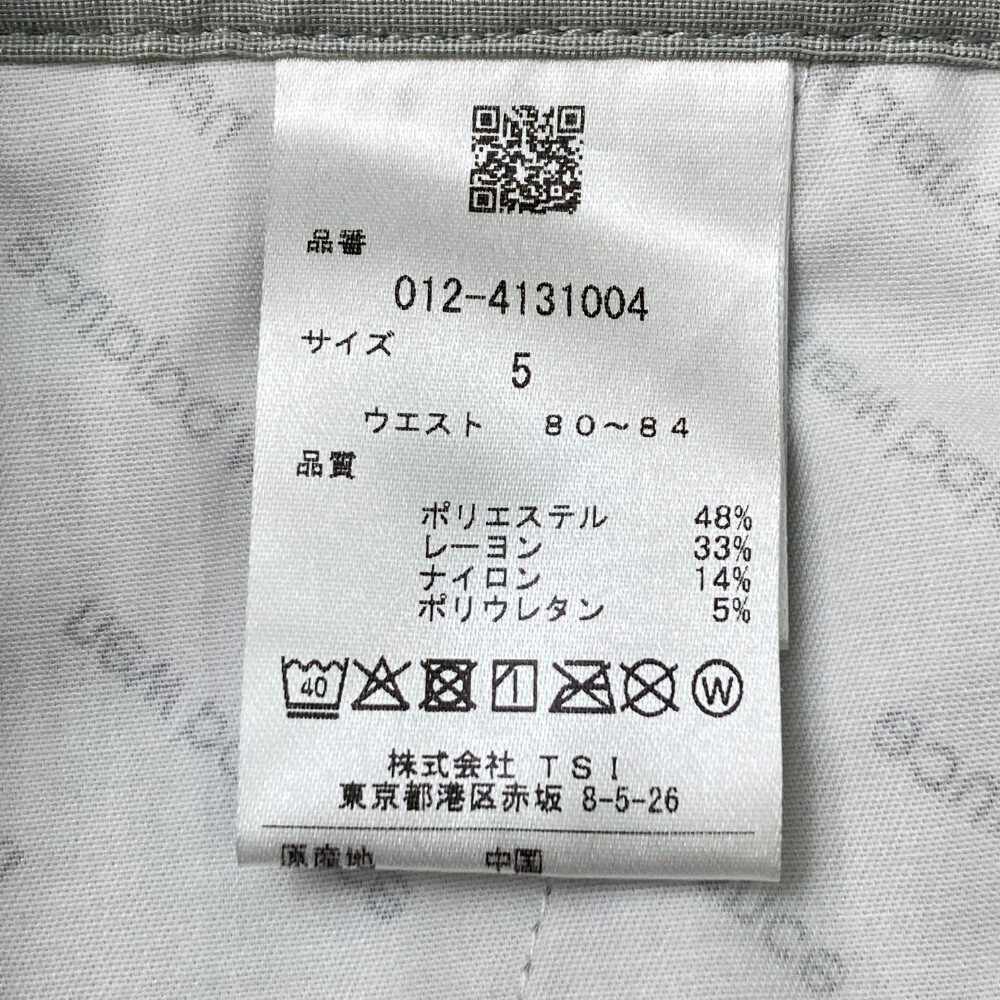 品番
012-4131004
サイズ
5
ウエスト 80～84
品質
ポリエステル 48%
レーヨン 33%
ナイロン 14%
ポリウレタン 5%
40
W
株式会社 TSI
東京都港区赤坂 8-5-26
原産地 中国